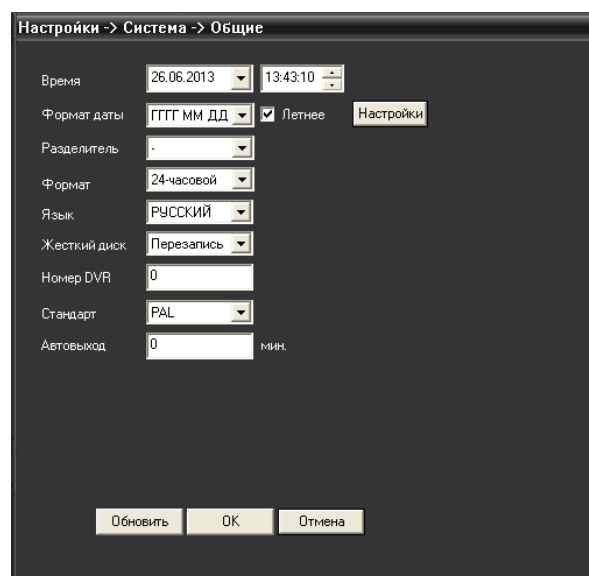 Настройки -> Система -> Общие
Время 26.06.2013 13:43:10
Формат даты ГГГГ ММ ДД Летнее Настройки
Разделитель -
Формат 24-часовой
Язык РУССКИЙ
Жесткий диск Перезапись
Номер DVR 0
Стандарт PAL
Автовыход 0 мин.
Обновить OK Отмена